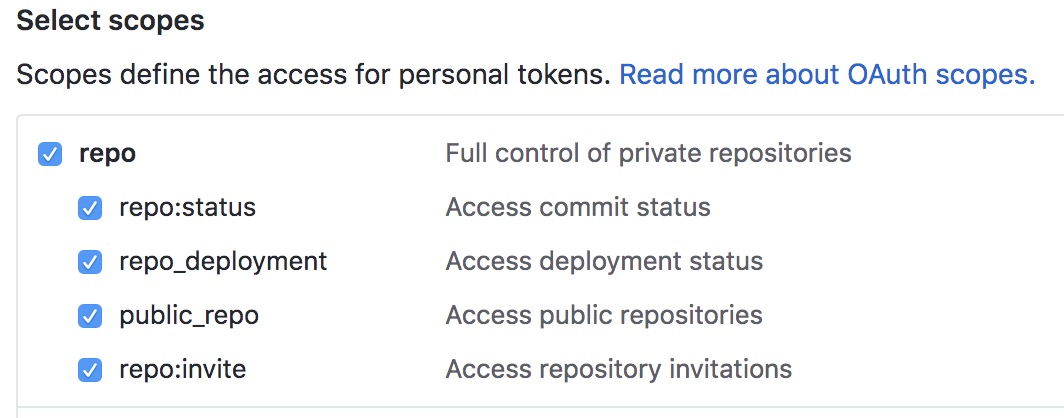 Select scopes
Scopes define the access for personal tokens. Read more about OAuth scopes.
repo Full control of private repositories
repo:status Access commit status
repo_deployment Access deployment status
public_repo Access public repositories
repo:invite Access repository invitations